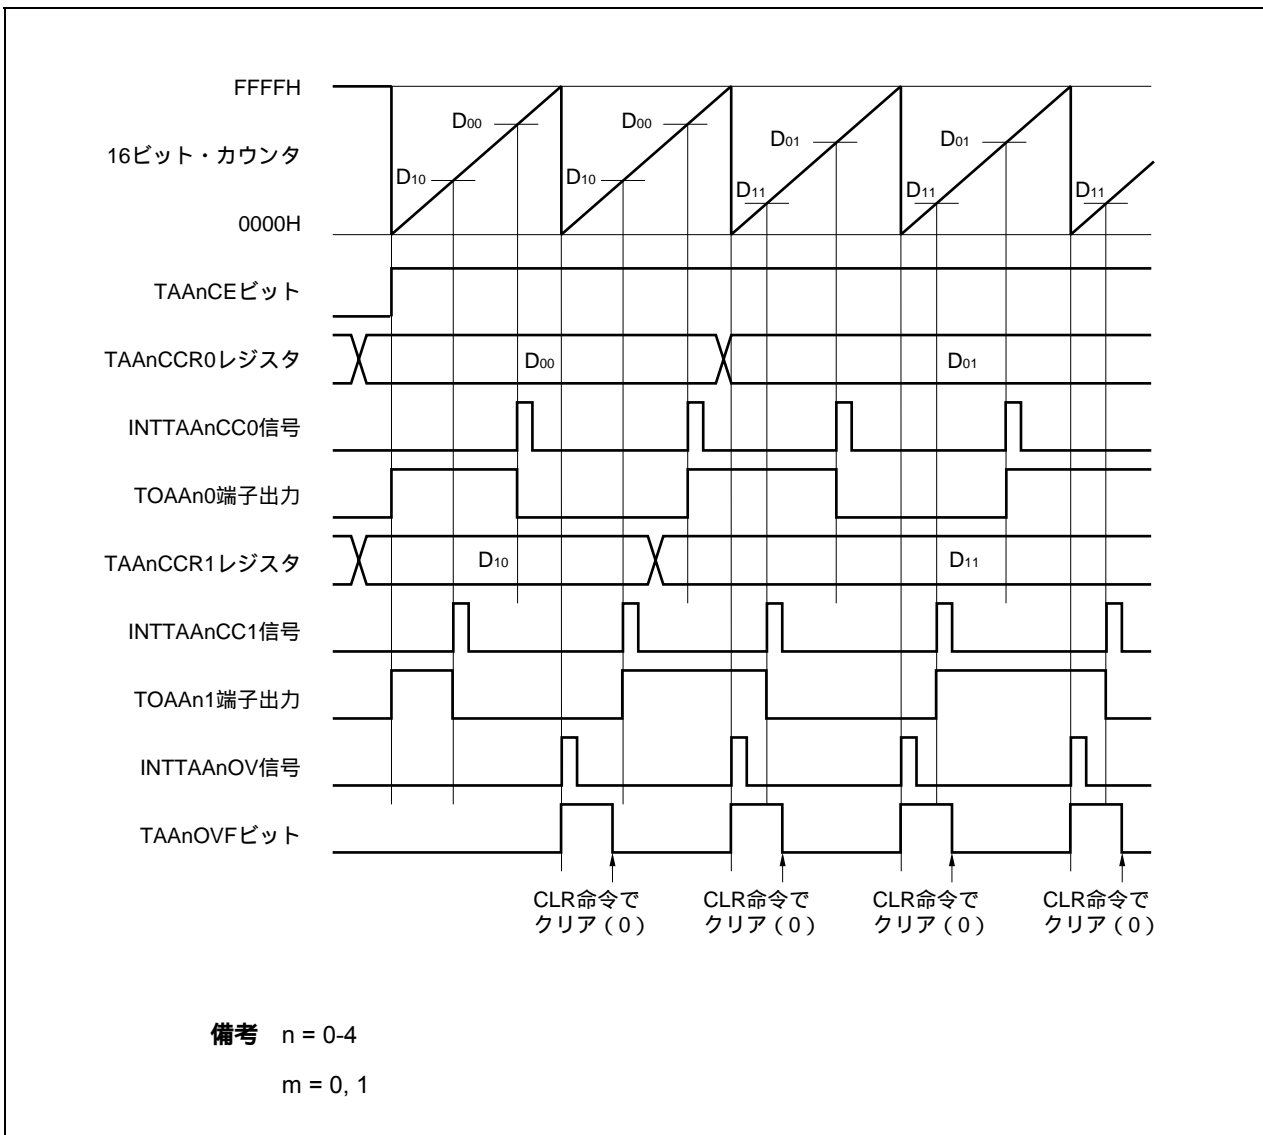 FFFFH
D00 D00 D01 D01
16ビット・カウンタ
D10 D10 D11 D11 D11
0000H
TAAnCEビット
TAAnCCR0レジスタ D00 D01
INTTAAnCC0信号
TOAAn0端子出力
TAAnCCR1レジスタ D10 D11
INTTAAnCC1信号
TOAAn1端子出力
INTTAAnOV信号
TAAnOVFビット
CLR命令で CLR命令で CLR命令で CLR命令で
クリア(0) クリア(0) クリア(0) クリア(0)
備考 n = 0-4
m = 0, 1